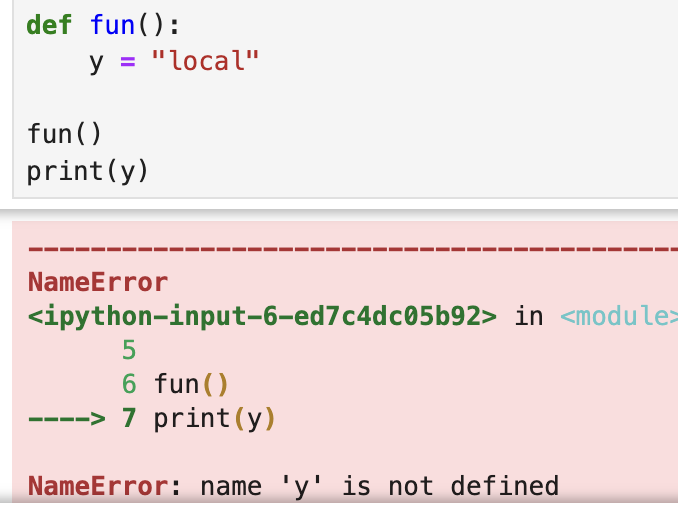 def fun():
    y = "local"
fun()
print(y)
---------------------------------------------
NameError
<ipython-input-6-ed7c4dc05b92> in <module>
      5
      6 fun()
----> 7 print(y)
NameError: name 'y' is not defined